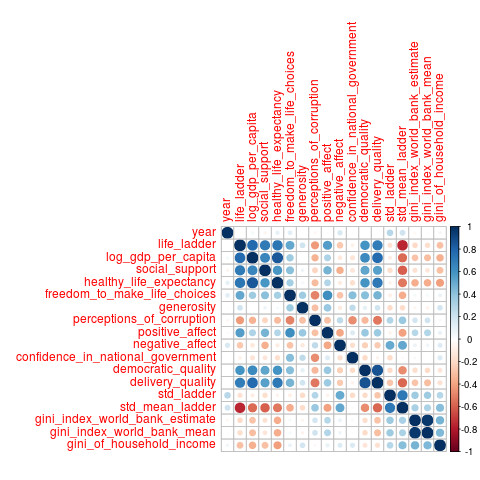 year
life_ladder
log_gdp_per_capita
social_support
healthy_life_expectancy
freedom_to_make_life_choices
generosity
perceptions_of_corruption
positive_affect
negative_affect
confidence_in_national_government
democratic_quality
delivery_quality
std_ladder
std_mean_ladder
gini_index_world_bank_estimate
gini_index_world_bank_mean
gini_of_household_income
year
life_ladder
log_gdp_per_capita
social_support
healthy_life_expectancy
freedom_to_make_life_choices
generosity
perceptions_of_corruption
positive_affect
negative_affect
confidence_in_national_government
democratic_quality
delivery_quality
std_ladder
std_mean_ladder
gini_index_world_bank_estimate
gini_index_world_bank_mean
gini_of_household_income
1
0.8
0.6
0.4
0.2
0
-0.2
-0.4
-0.6
-0.8
-1